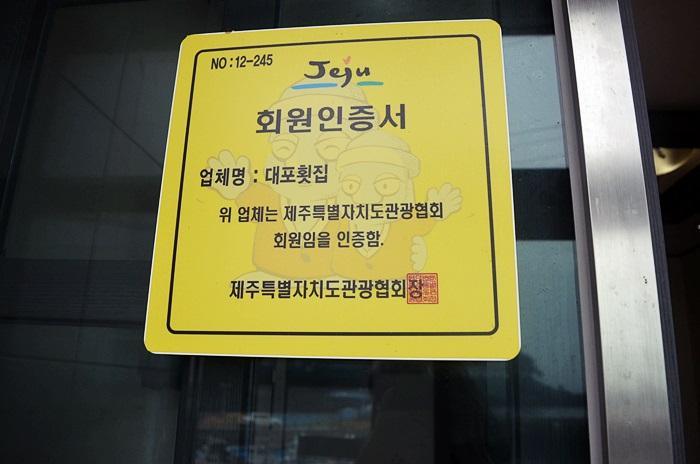 NO : 12-245
Jeju
회원인증서
업체명 : 대포횟집
위 업체는 제주특별자치도관광협회
회원임을 인증함.
제주특별자치도관광협회장